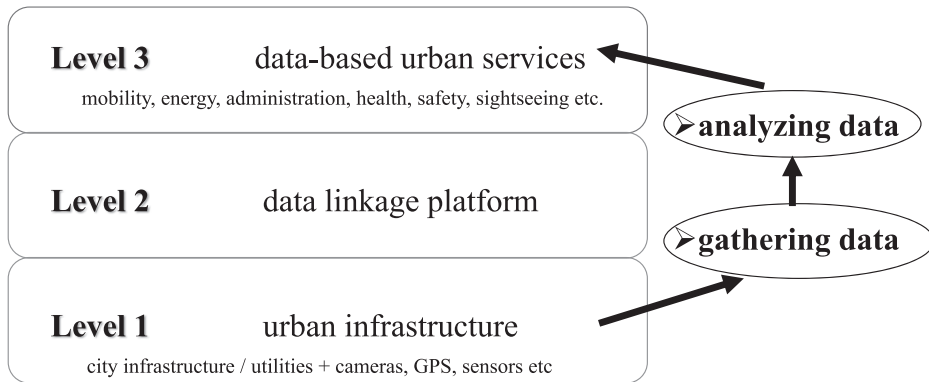 Level 3 data-based urban services
mobility, energy, administration, health, safety, sightseeing etc.
➢analyzing data
Level 2 data linkage platform
➢gathering data
Level 1 urban infrastructure
city infrastructure / utilities + cameras, GPS, sensors etc